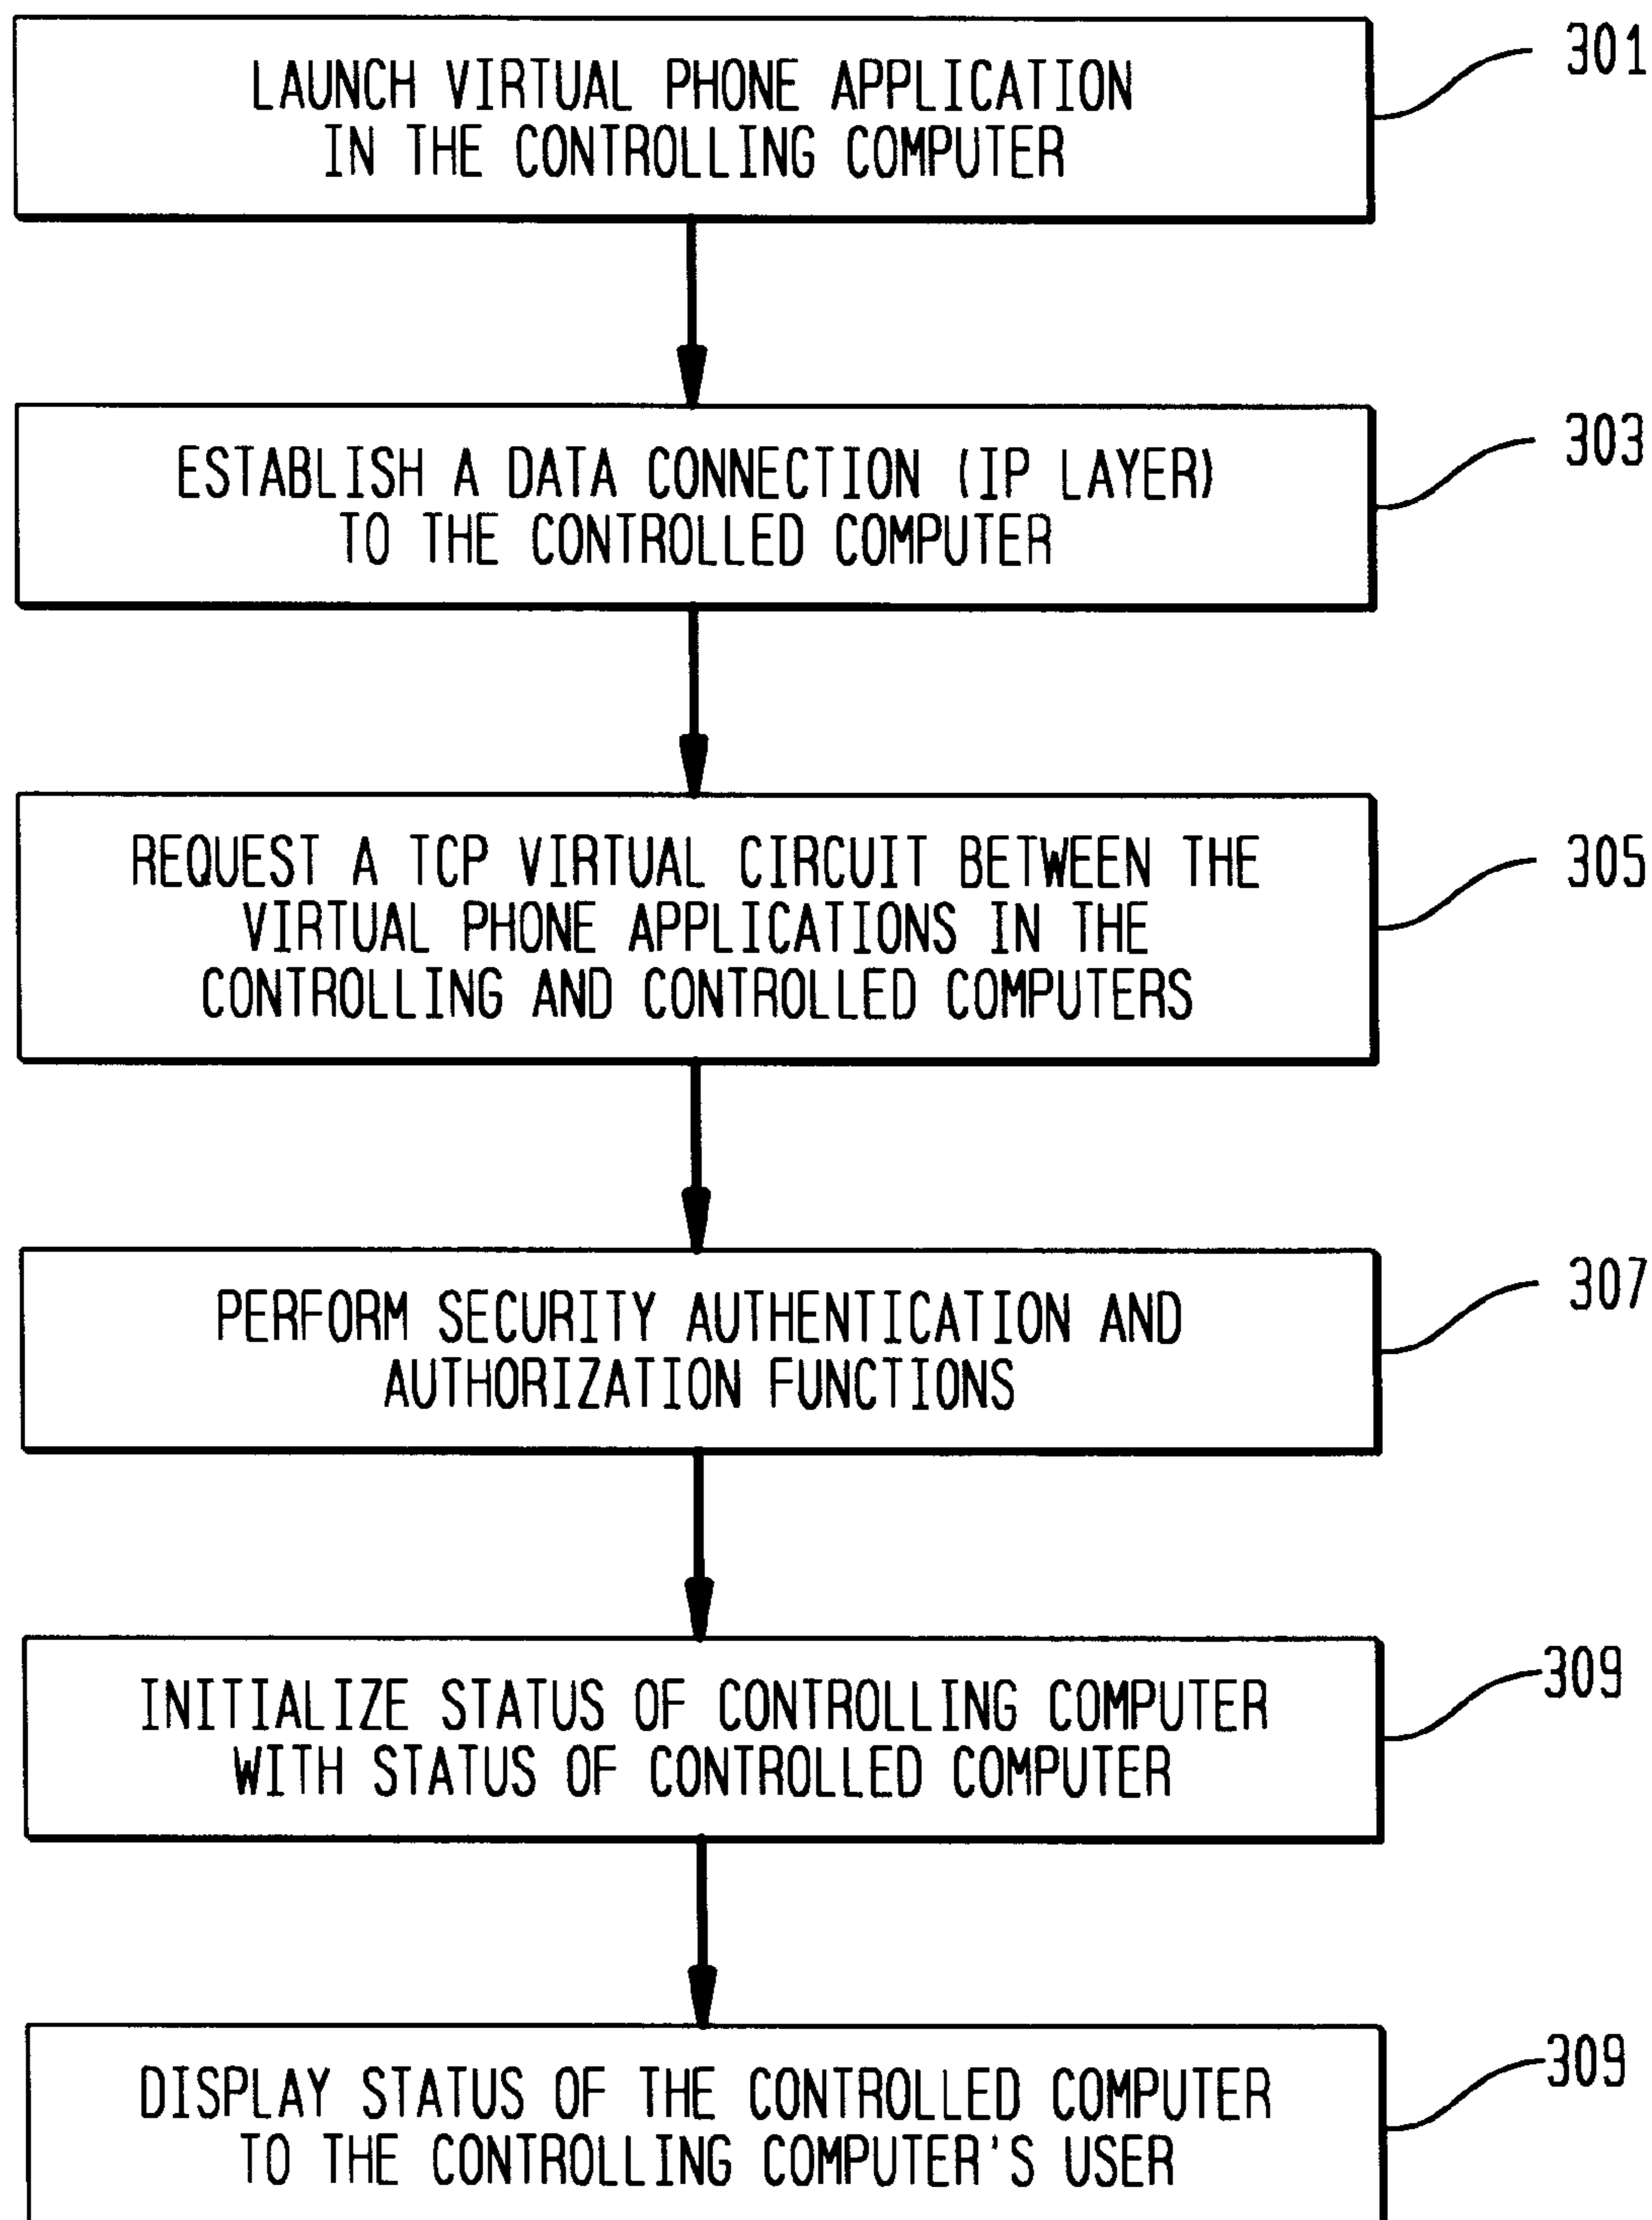 LAUNCH VIRTUAL PHONE APPLICATION
IN THE CONTROLLING COMPUTER
301
ESTABLISH A DATA CONNECTION (IP LAYER)
TO THE CONTROLLED COMPUTER
303
REQUEST A TCP VIRTUAL CIRCUIT BETWEEN THE
VIRTUAL PHONE APPLICATIONS IN THE
CONTROLLING AND CONTROLLED COMPUTERS
305
PERFORM SECURITY AUTHENTICATION AND
AUTHORIZATION FUNCTIONS
307
INITIALIZE STATUS OF CONTROLLING COMPUTER
WITH STATUS OF CONTROLLED COMPUTER
309
DISPLAY STATUS OF THE CONTROLLED COMPUTER
TO THE CONTROLLING COMPUTER'S USER
309